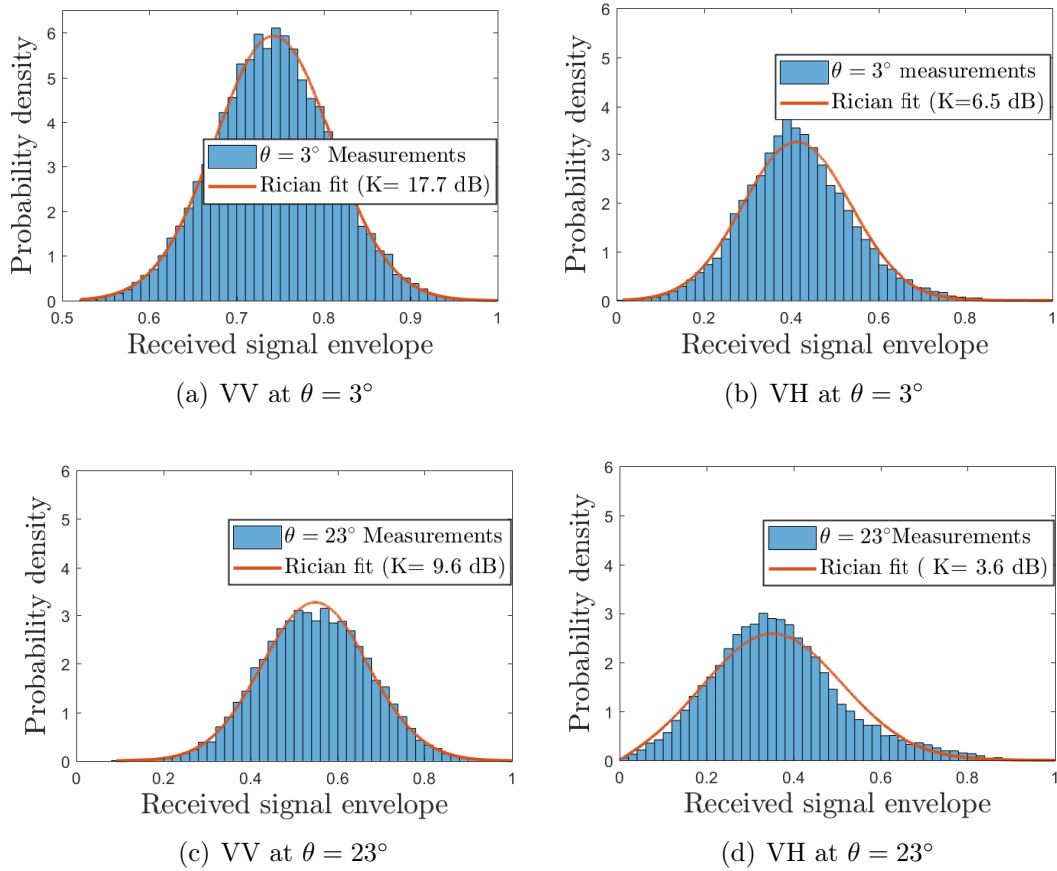 Probability density
6
5
4
3
2
1
0
θ = 3° Measurements
Rician fit (K= 17.7 dB)
0.5 0.6 0.7 0.8 0.9 1
Received signal envelope
(a) VV at θ = 3°
Probability density
6
5
4
3
2
1
0
θ = 3° measurements
Rician fit (K=6.5 dB)
0 0.2 0.4 0.6 0.8 1
Received signal envelope
(b) VH at θ = 3°
Probability density
6
5
4
3
2
1
0
θ = 23° Measurements
Rician fit (K= 9.6 dB)
0 0.2 0.4 0.6 0.8 1
Received signal envelope
(c) VV at θ = 23°
Probability density
6
5
4
3
2
1
0
θ = 23°Measurements
Rician fit ( K= 3.6 dB)
0 0.2 0.4 0.6 0.8 1
Received signal envelope
(d) VH at θ = 23°